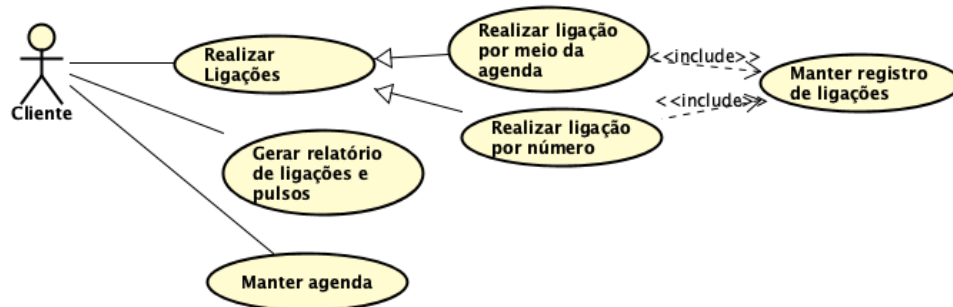 Cliente
Realizar
Ligações
Realizar ligação
por meio da
agenda
<<include>>
Manter registro
de ligações
<<include>>
Realizar ligação
por número
Gerar relatório
de ligações e
pulsos
Manter agenda